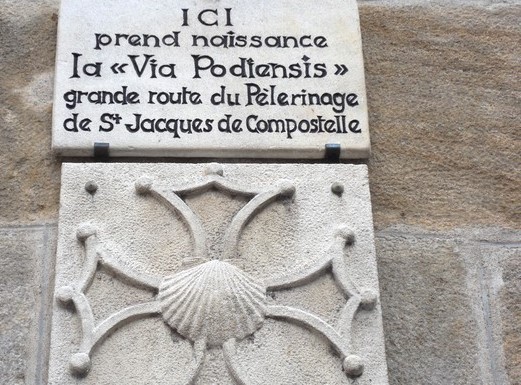 ICI
prend naissance
la «Via Podiensis»
grande route du Pèlerinage
de St Jacques de Compostelle